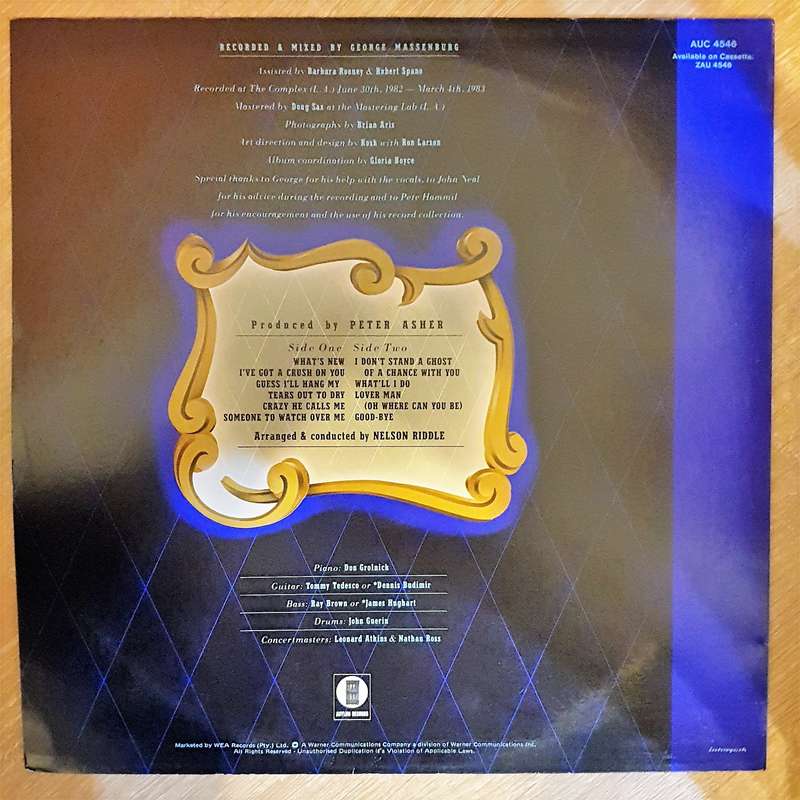 RECORDED & MIXED BY GEORGE MASSENBURG
Assisted by Barbara Rooney & Robert Spano
Recorded at The Complex (L.A.) June 30th, 1982 — March 4th, 1983
Mastered by Doug Sax at the Mastering Lab (L.A.)
Photography by Brian Aris
Art direction and design by Kosh with Ron Larson
Album coordination by Gloria Boyce
Special thanks to George for his help with the vocals, to John Neal
for his advice during the recording and to Pete Hammil
for his encouragement and the use of his record collection.
AUC 4546
Available on Cassette:
ZAU 4546
Produced by PETER ASHER
Side One Side Two
WHAT'S NEW I DON'T STAND A GHOST
I'VE GOT A CRUSH ON YOU OF A CHANCE WITH YOU
GUESS I'LL HANG MY WHAT'LL I DO
TEARS OUT TO DRY LOVER MAN
CRAZY HE CALLS ME (OH WHERE CAN YOU BE)
SOMEONE TO WATCH OVER ME GOOD-BYE
Arranged & conducted by NELSON RIDDLE
Piano: Don Grolnick
Guitar: Tommy Tedesco or *Dennis Budimir
Bass: Ray Brown or *James Hughart
Drums: John Guerin
Concertmasters: Leonard Atkins & Nathan Ross
ASYLUM RECORDS
Marketed by WEA Records (Pty.) Ltd. A Warner Communications Company a division of Warner Communications Inc.
All Rights Reserved - Unauthorised Duplication is a Violation of Applicable Laws.